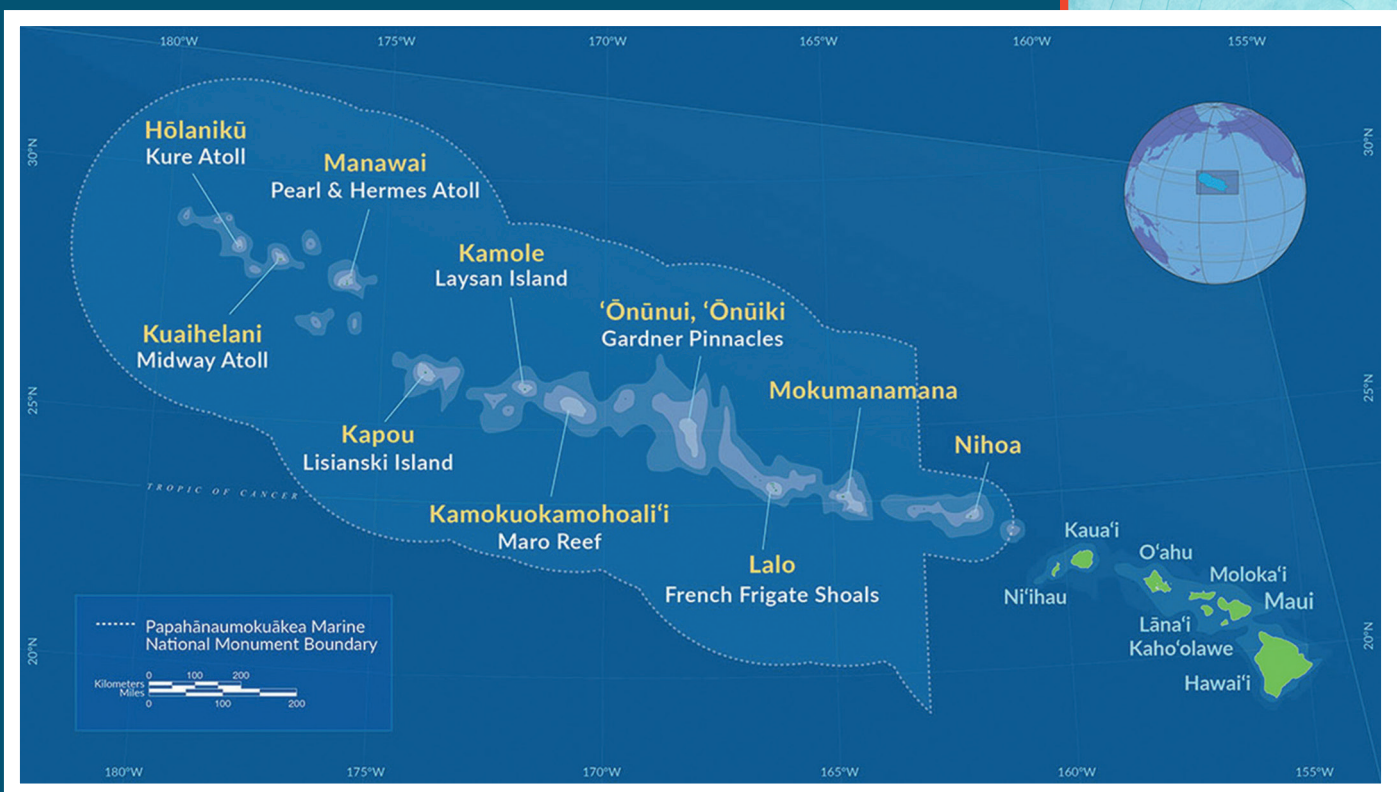 180°W 175°W 170°W 165°W 160°W 155°W
30°N
30°N
Hōlanikū
Kure Atoll
Manawai
Pearl & Hermes Atoll
Kamole
Laysan Island
ʻŌnūnui, ʻŌnūiki
Gardner Pinnacles
Kuaihelani
Midway Atoll
25°N
25°N
Mokumanamana
Kapou
Lisianski Island
Nihoa
TROPIC OF CANCER
Kamokuokamohoaliʻi
Maro Reef
Lalo
French Frigate Shoals
Kauaʻi
Niʻihau
Oʻahu
Molokaʻi
Maui
Lānaʻi
Kahoʻolawe
Hawaiʻi
20°N
20°N
Papahānaumokuākea Marine
National Monument Boundary
0 100 200
Kilometers
Miles
0 100 200
180°W 175°W 170°W 165°W 160°W 155°W